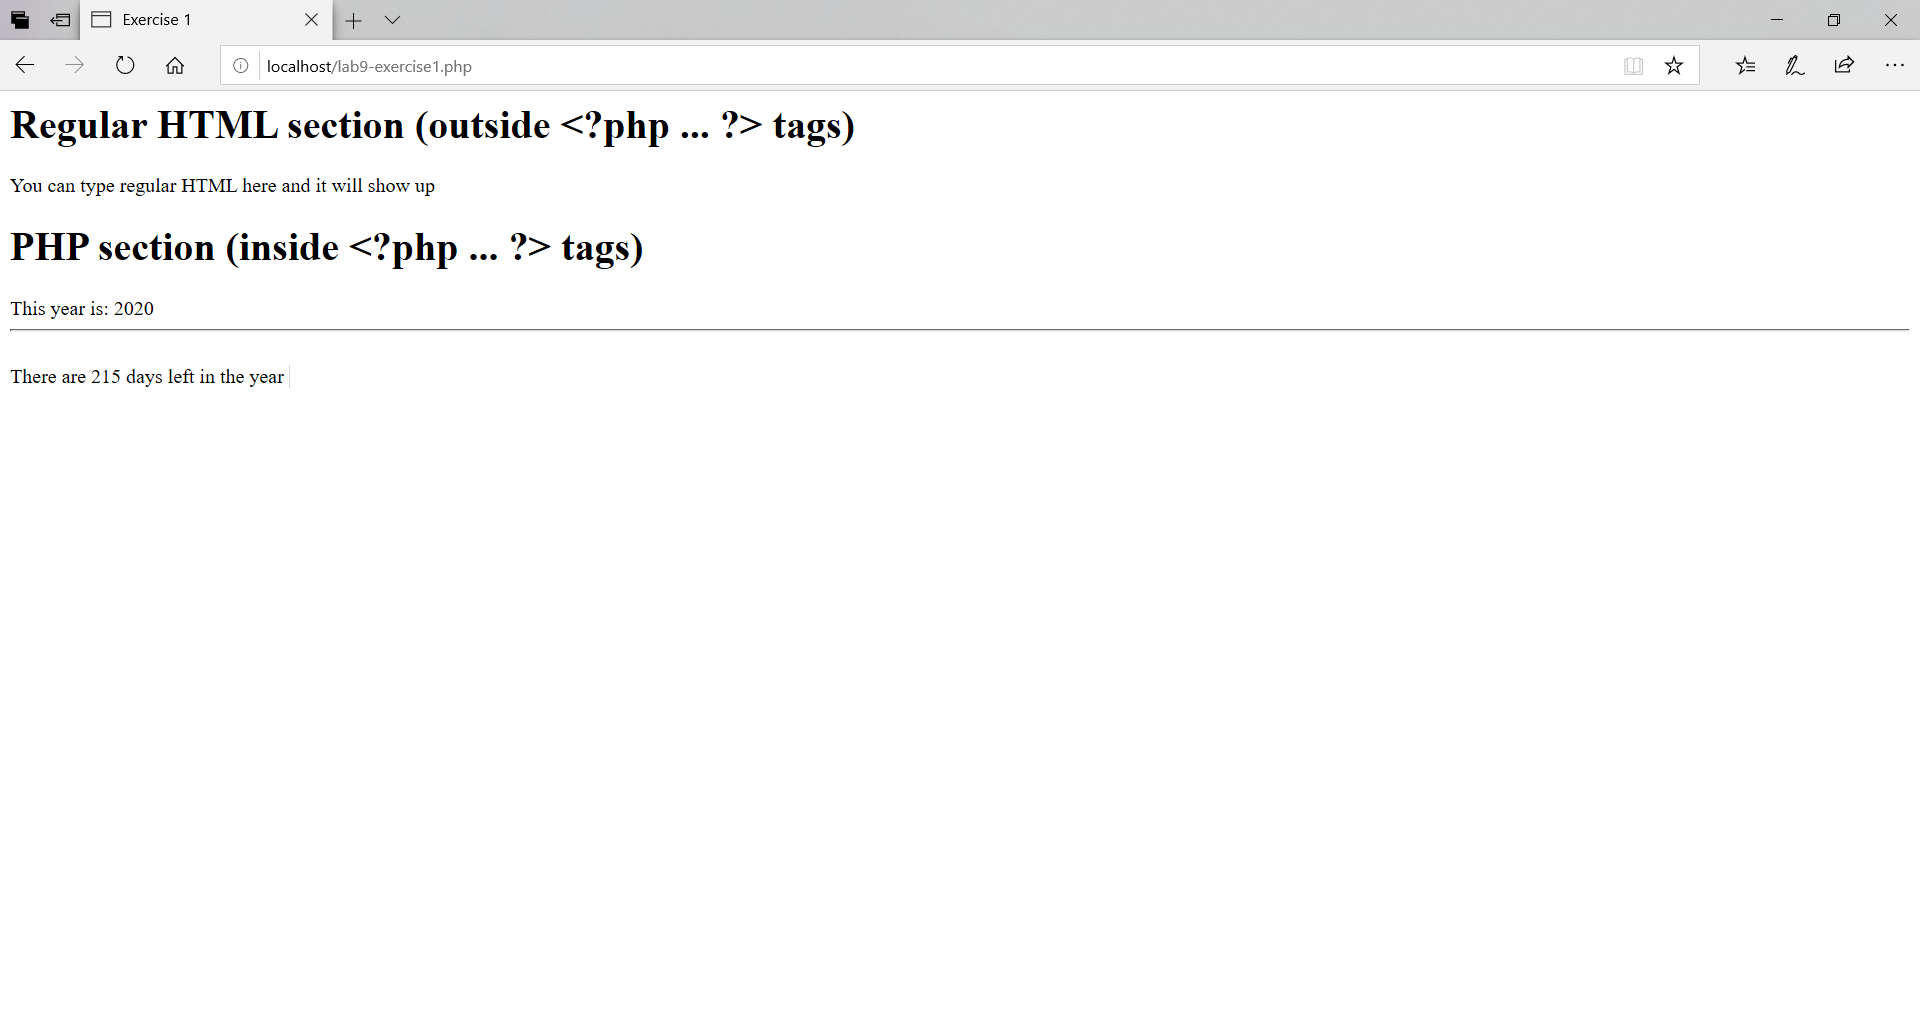 Exercise 1
localhost/lab9-exercise1.php
Regular HTML section (outside <?php ... ?> tags)
You can type regular HTML here and it will show up
PHP section (inside <?php ... ?> tags)
This year is: 2020
There are 215 days left in the year